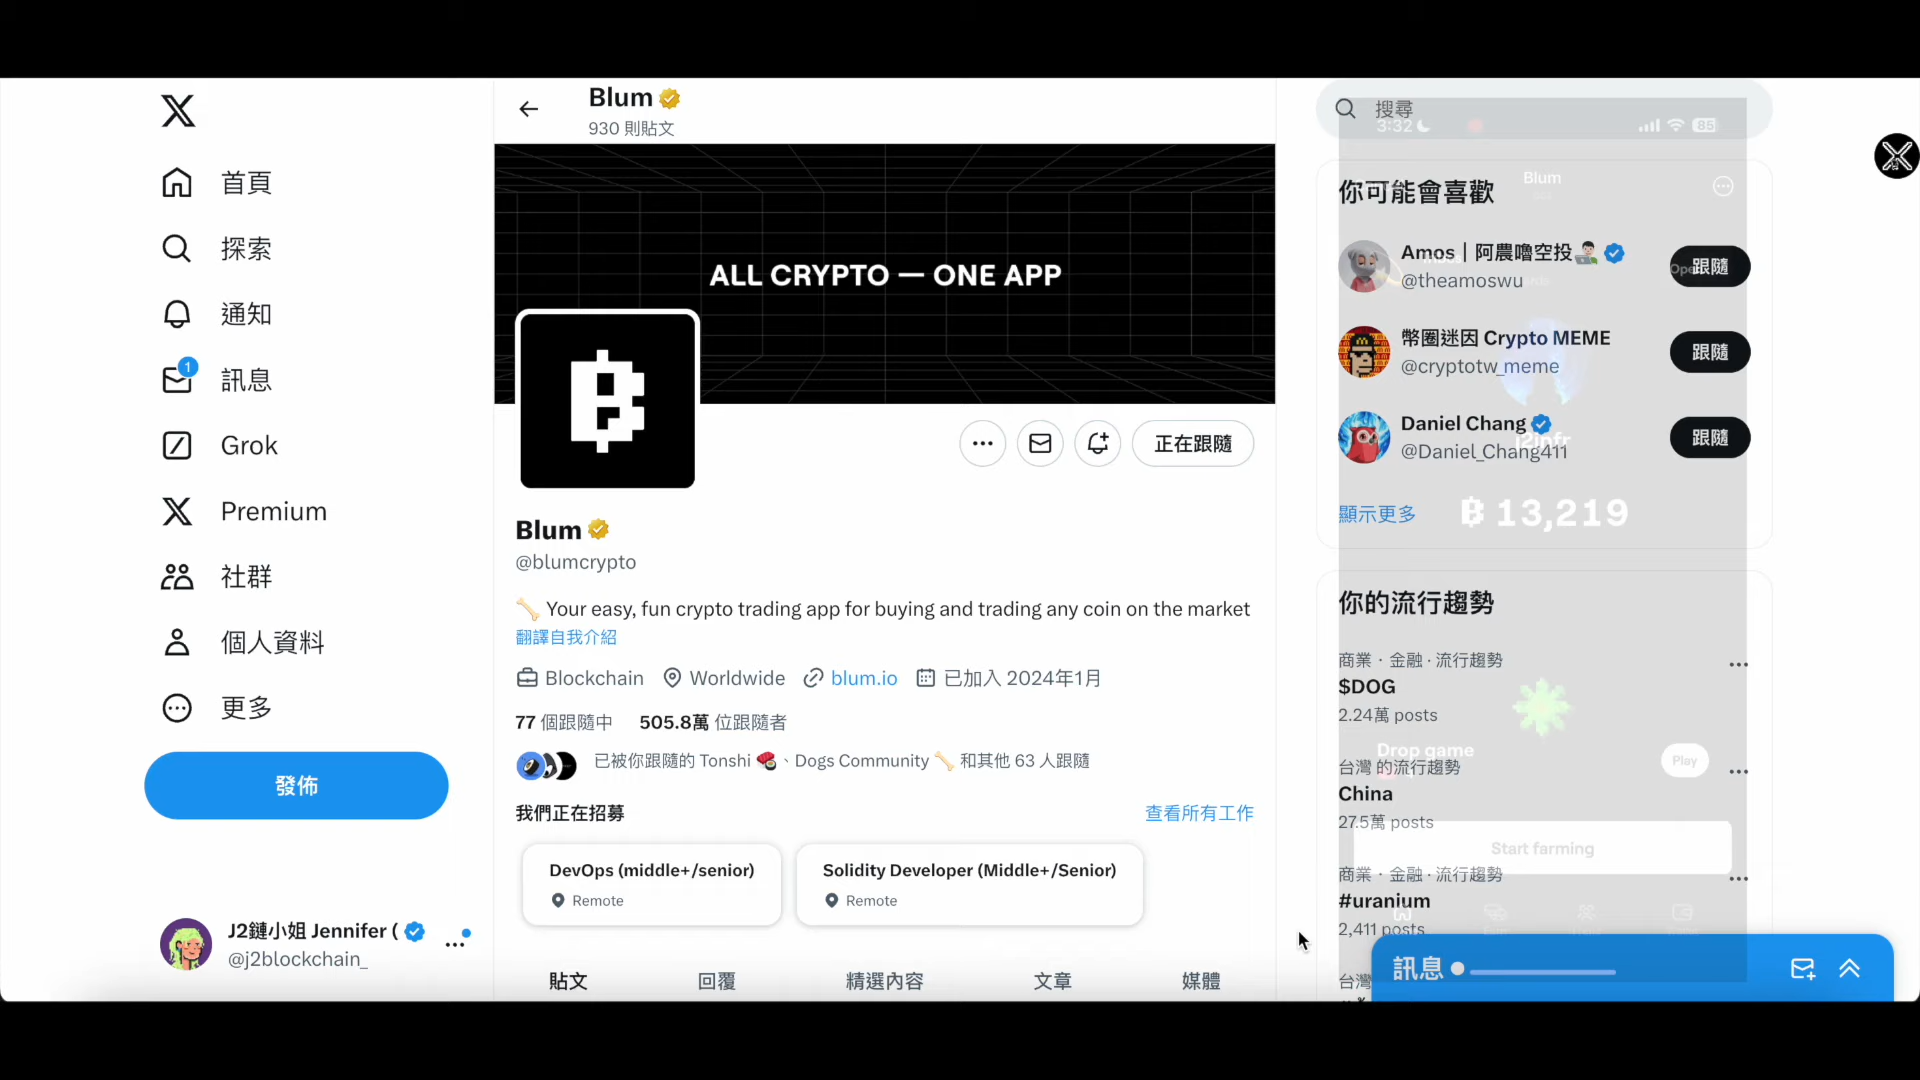 首頁
探索
通知
1
訊息
Grok
Premium
社群
個人資料
更多
發佈
J2鏈小姐 Jennifer (
@j2blockchain_
Blum
930 則貼文
ALL CRYPTO — ONE APP
正在跟隨
Blum
@blumcrypto
Your easy, fun crypto trading app for buying and trading any coin on the market
翻譯自我介紹
Blockchain Worldwide blum.io 已加入 2024年1月
77 個跟隨中 505.8萬 位跟隨者
已被你跟隨的 Tonshi 🍣、Dogs Community 🦴 和其他 63 人跟隨
我們正在招募 查看所有工作
DevOps (middle+/senior)
Remote
Solidity Developer (Middle+/Senior)
Remote
貼文 回覆 精選內容 文章 媒體
搜尋
3:32
86
Blum
你可能會喜歡
Amos｜阿農嚕空投
@theamoswu
跟隨
幣圈迷因 Crypto MEME
@cryptotw_meme
跟隨
Daniel Chang
@Daniel_Chang411
跟隨
j2infr
顯示更多
13,219
你的流行趨勢
商業 · 金融 · 流行趨勢
$DOG
2.24萬 posts
Drop game
Play
台灣 的流行趨勢
China
27.5萬 posts
Start farming
商業 · 金融 · 流行趨勢
#uranium
2,411 posts
台灣
訊息